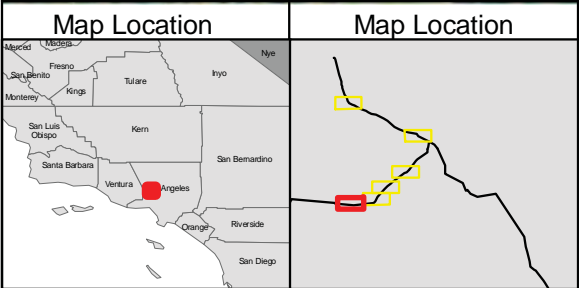 Map Location
Map Location
Merced
Madera
Nye
Fresno
San Benito
Inyo
Tulare
Kings
Monterey
San Luis
Obispo
Kern
Santa Barbara
San Bernardino
Ventura
Angeles
Orange
Riverside
San Diego